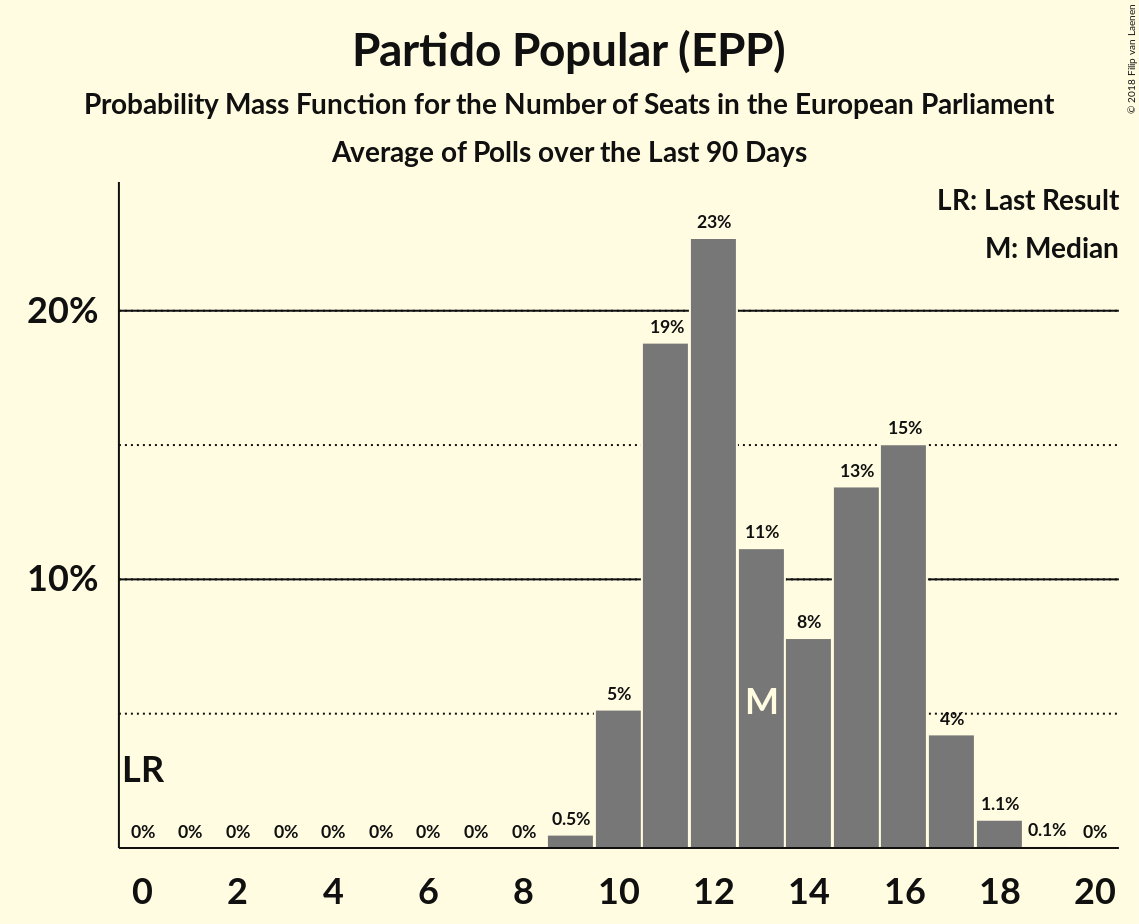 Partido Popular (EPP)
Probability Mass Function for the Number of Seats in the European Parliament
Average of Polls over the Last 90 Days
© 2018 Filip van Laenen
LR: Last Result
M: Median
23%
20%
19%
15%
13%
11%
10%
8%
5%
M
4%
LR
0% 0% 0% 0% 0% 0% 0% 0% 0% 0.5% 1.1% 0.1% 0%
0 2 4 6 8 10 12 14 16 18 20